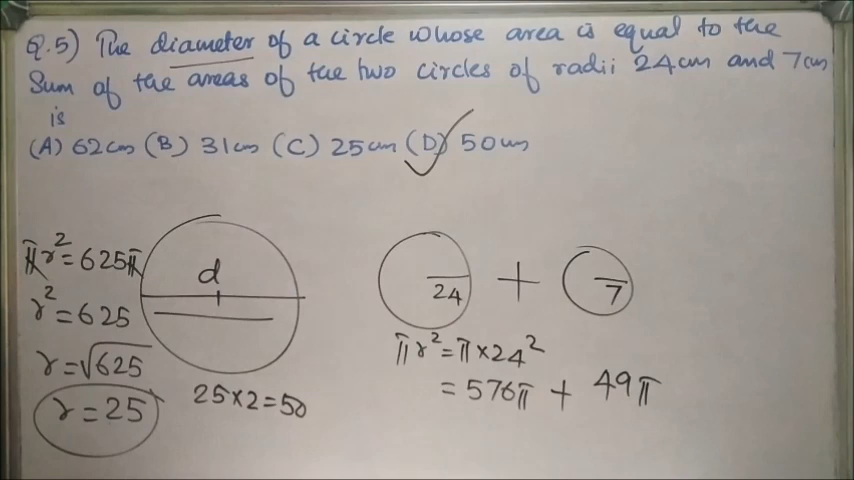 Q.5) The diameter of a circle whose area is equal to the
Sum of the areas of the two circles of radii 24cm and 7cm
is
(A) 62cm (B) 31cm (C) 25cm (D) 50cm
πr²=625π
r²=625
r=√625
r=25
d
25×2=50
24
+
7
πr²=π×24²
=576π + 49π